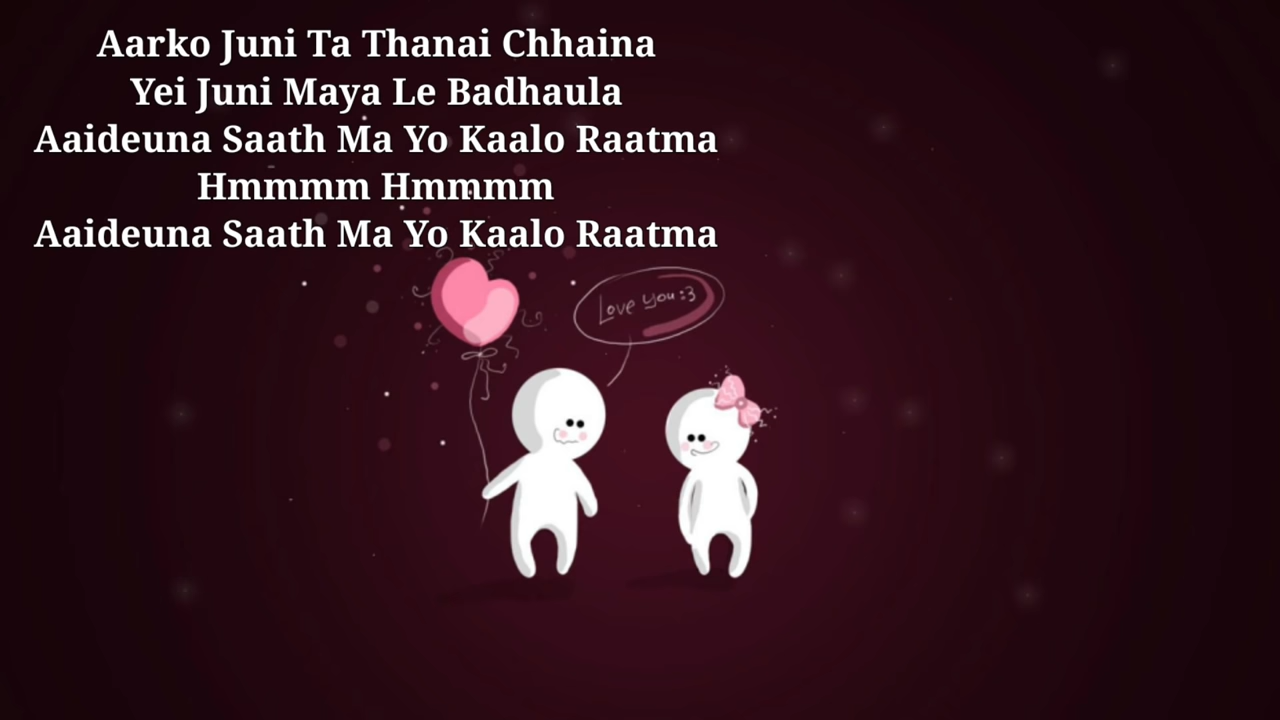 Aarko Juni Ta Thanai Chhaina
Yei Juni Maya Le Badhaula
Aaideuna Saath Ma Yo Kaalo Raatma
Hmmmm Hmmmm
Aaideuna Saath Ma Yo Kaalo Raatma
Love you :3